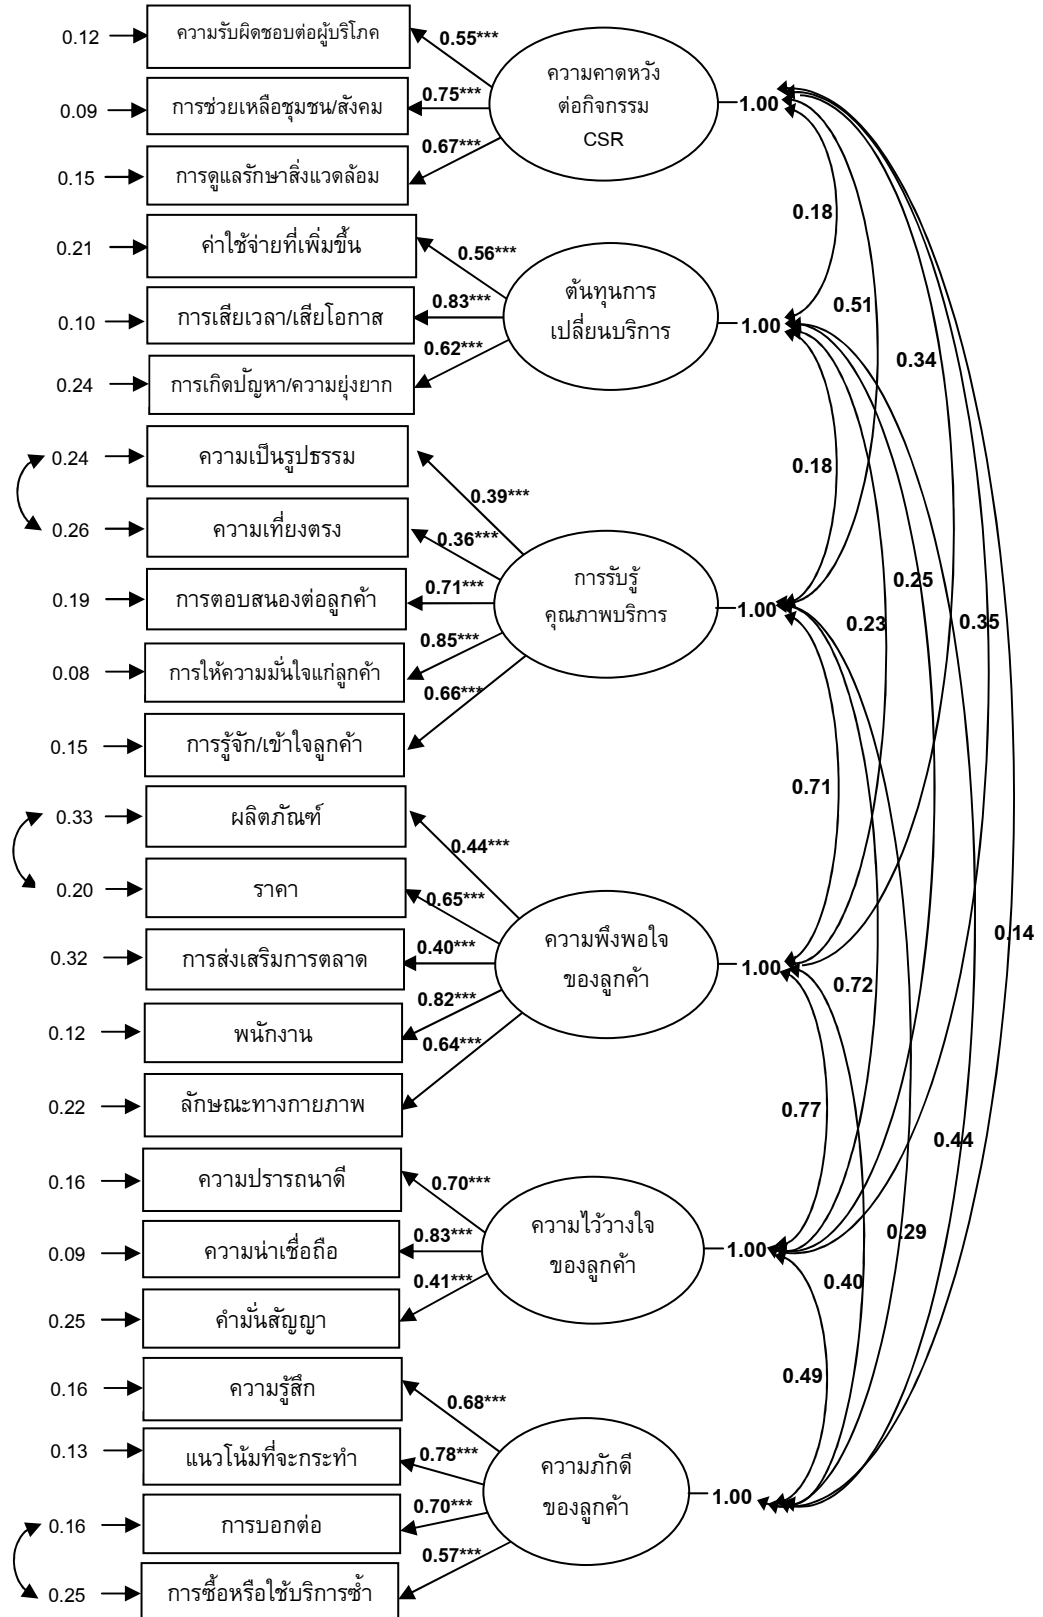 0.12 ความรับผิดชอบต่อผู้บริโภค 0.55***
0.09 การช่วยเหลือชุมชน/สังคม 0.75***
0.15 การดูแลรักษาสิ่งแวดล้อม 0.67***
ความคาดหวัง
ต่อกิจกรรม
CSR
1.00
0.18
0.21 ค่าใช้จ่ายที่เพิ่มขึ้น 0.56***
0.10 การเสียเวลา/เสียโอกาส 0.83***
0.24 การเกิดปัญหา/ความยุ่งยาก 0.62***
ต้นทุนการ
เปลี่ยนบริการ
1.00
0.51
0.34
0.18
0.24 ความเป็นรูปธรรม 0.39***
0.26 ความเที่ยงตรง 0.36***
0.19 การตอบสนองต่อลูกค้า 0.71***
0.08 การให้ความมั่นใจแก่ลูกค้า 0.85***
0.15 การรู้จัก/เข้าใจลูกค้า 0.66***
การรับรู้
คุณภาพบริการ
1.00
0.25
0.23
0.35
0.71
0.33 ผลิตภัณฑ์ 0.44***
0.20 ราคา 0.65***
0.32 การส่งเสริมการตลาด 0.40***
0.12 พนักงาน 0.82***
0.22 ลักษณะทางกายภาพ 0.64***
ความพึงพอใจ
ของลูกค้า
1.00
0.14
0.72
0.77
0.44
0.16 ความปรารถนาดี 0.70***
0.09 ความน่าเชื่อถือ 0.83***
0.25 คำมั่นสัญญา 0.41***
ความไว้วางใจ
ของลูกค้า
1.00
0.29
0.40
0.49
0.16 ความรู้สึก 0.68***
0.13 แนวโน้มที่จะกระทำ 0.78***
0.16 การบอกต่อ 0.70***
0.25 การซื้อหรือใช้บริการซ้ำ 0.57***
ความภักดี
ของลูกค้า
1.00